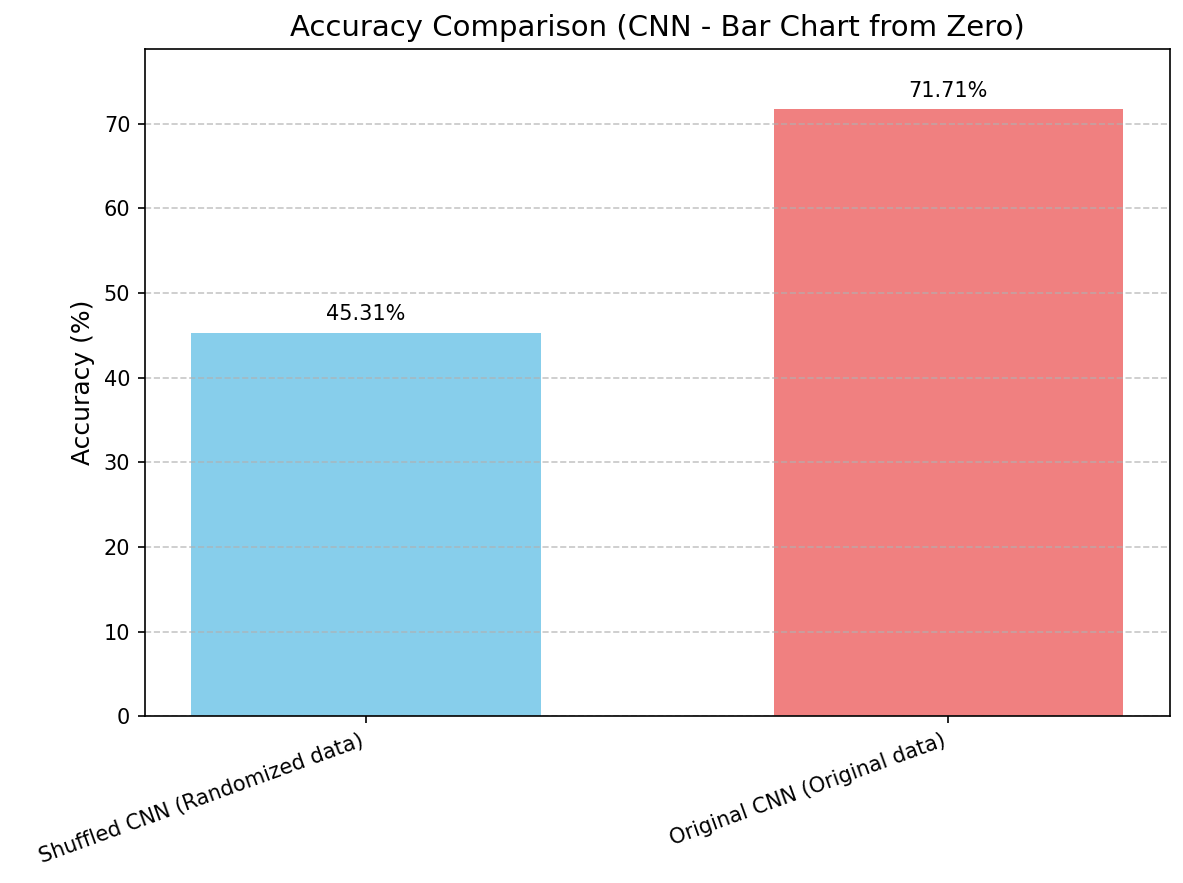 Accuracy Comparison (CNN - Bar Chart from Zero)
Accuracy (%)
70
60
50
40
30
20
10
0
45.31%
71.71%
Shuffled CNN (Randomized data)
Original CNN (Original data)